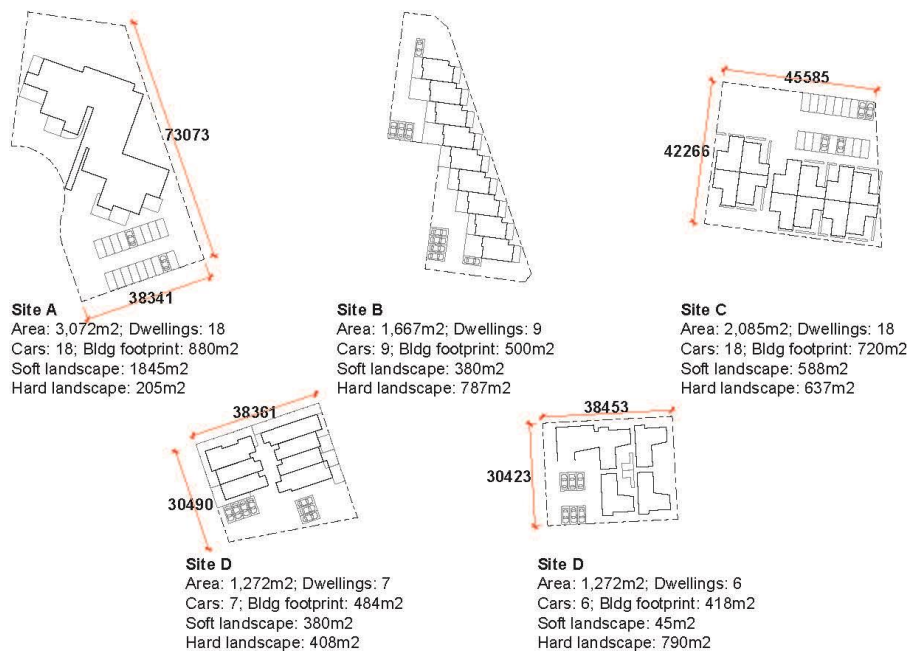 73073
38341
Site A
Area: 3,072m2; Dwellings: 18
Cars: 18; Bldg footprint: 880m2
Soft landscape: 1845m2
Hard landscape: 205m2
Site B
Area: 1,667m2; Dwellings: 9
Cars: 9; Bldg footprint: 500m2
Soft landscape: 380m2
Hard landscape: 787m2
45585
42266
Site C
Area: 2,085m2; Dwellings: 18
Cars: 18; Bldg footprint: 720m2
Soft landscape: 588m2
Hard landscape: 637m2
38361
30490
Site D
Area: 1,272m2; Dwellings: 7
Cars: 7; Bldg footprint: 484m2
Soft landscape: 380m2
Hard landscape: 408m2
38453
30423
Site D
Area: 1,272m2; Dwellings: 6
Cars: 6; Bldg footprint: 418m2
Soft landscape: 45m2
Hard landscape: 790m2